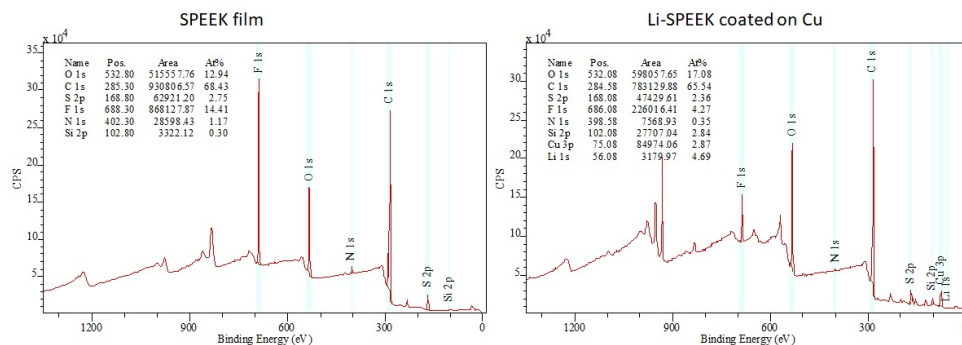 SPEEK film
x 10⁴
35
30
25
20
15
10
5
CPS
Name Pos. Area At%
O 1s 532.80 515557.76 12.94
C 1s 285.30 930806.57 68.43
S 2p 168.80 62921.20 2.75
F 1s 688.30 868127.87 14.41
N 1s 402.30 28598.43 1.17
Si 2p 102.80 3322.12 0.30
F 1s
O 1s
N 1s
C 1s
S 2p
Si 2p
1200 900 600 300 0
Binding Energy (eV)
Li-SPEEK coated on Cu
x 10⁴
35
30
25
20
15
10
5
CPS
Name Pos. Area At%
O 1s 532.08 598057.65 17.08
C 1s 284.58 783129.88 65.54
S 2p 168.08 47429.61 2.36
F 1s 686.08 226016.41 4.27
N 1s 398.58 7568.93 0.35
Si 2p 102.08 27707.04 2.84
Cu 3p 75.08 84974.06 2.87
Li 1s 56.08 3179.97 4.69
F 1s
O 1s
N 1s
C 1s
S 2p
Si 2p
Cu 3p
Li 1s
1200 900 600 300
Binding Energy (eV)